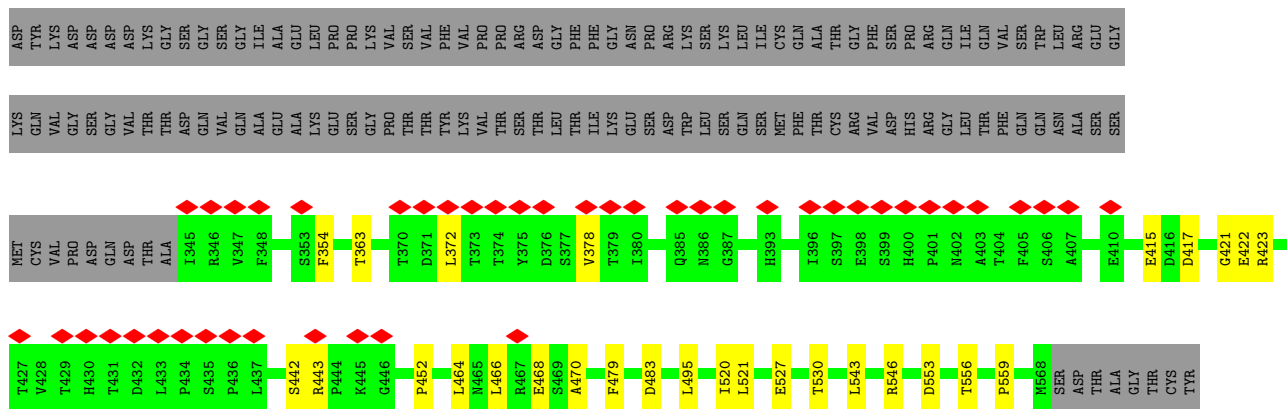 ASP TYR LYS ASP ASP ASP ASP LYS GLY SER GLY SER GLY ILE ALA GLU LEU PRO PRO LYS VAL SER VAL PHE VAL PRO PRO ARG ASP GLY PHE PHE GLY ASN PRO ARG LYS SER LYS LEU ILE CYS GLN ALA THR GLY PHE SER PRO ARG GLN ILE GLN VAL SER TRP LEU ARG GLU GLY
LYS GLN VAL GLY SER GLY VAL THR THR ASP GLN VAL GLN ALA GLU ALA LYS GLU SER GLY PRO THR THR TYR LYS VAL THR SER THR LEU THR ILE LYS GLU SER ASP TRP LEU SER GLN SER MET PHE THR CYS ARG VAL ASP HIS ARG GLY LEU THR PHE GLN GLN ASN ALA SER SER
MET CYS VAL PRO ASP GLN ASP THR ALA I345 R346 V347 F348 S353 F354 T363 T370 D371 L372 T373 T374 Y375 D376 S377 V378 T379 I380 Q385 N386 G387 H393 I396 S397 E398 S399 H400 P401 N402 A403 T404 F405 S406 A407 E410 E415 D416 D417 G421 E422 R423
T427 V428 T429 H430 T431 D432 L433 P434 S435 P436 L437 S442 R443 P444 K445 G446 P452 L464 N465 L466 R467 E468 S469 A470 F479 D483 L495 I520 L521 E527 T530 L543 R546 D553 T556 P559 M568 SER ASP THR ALA GLY THR CYS TYR